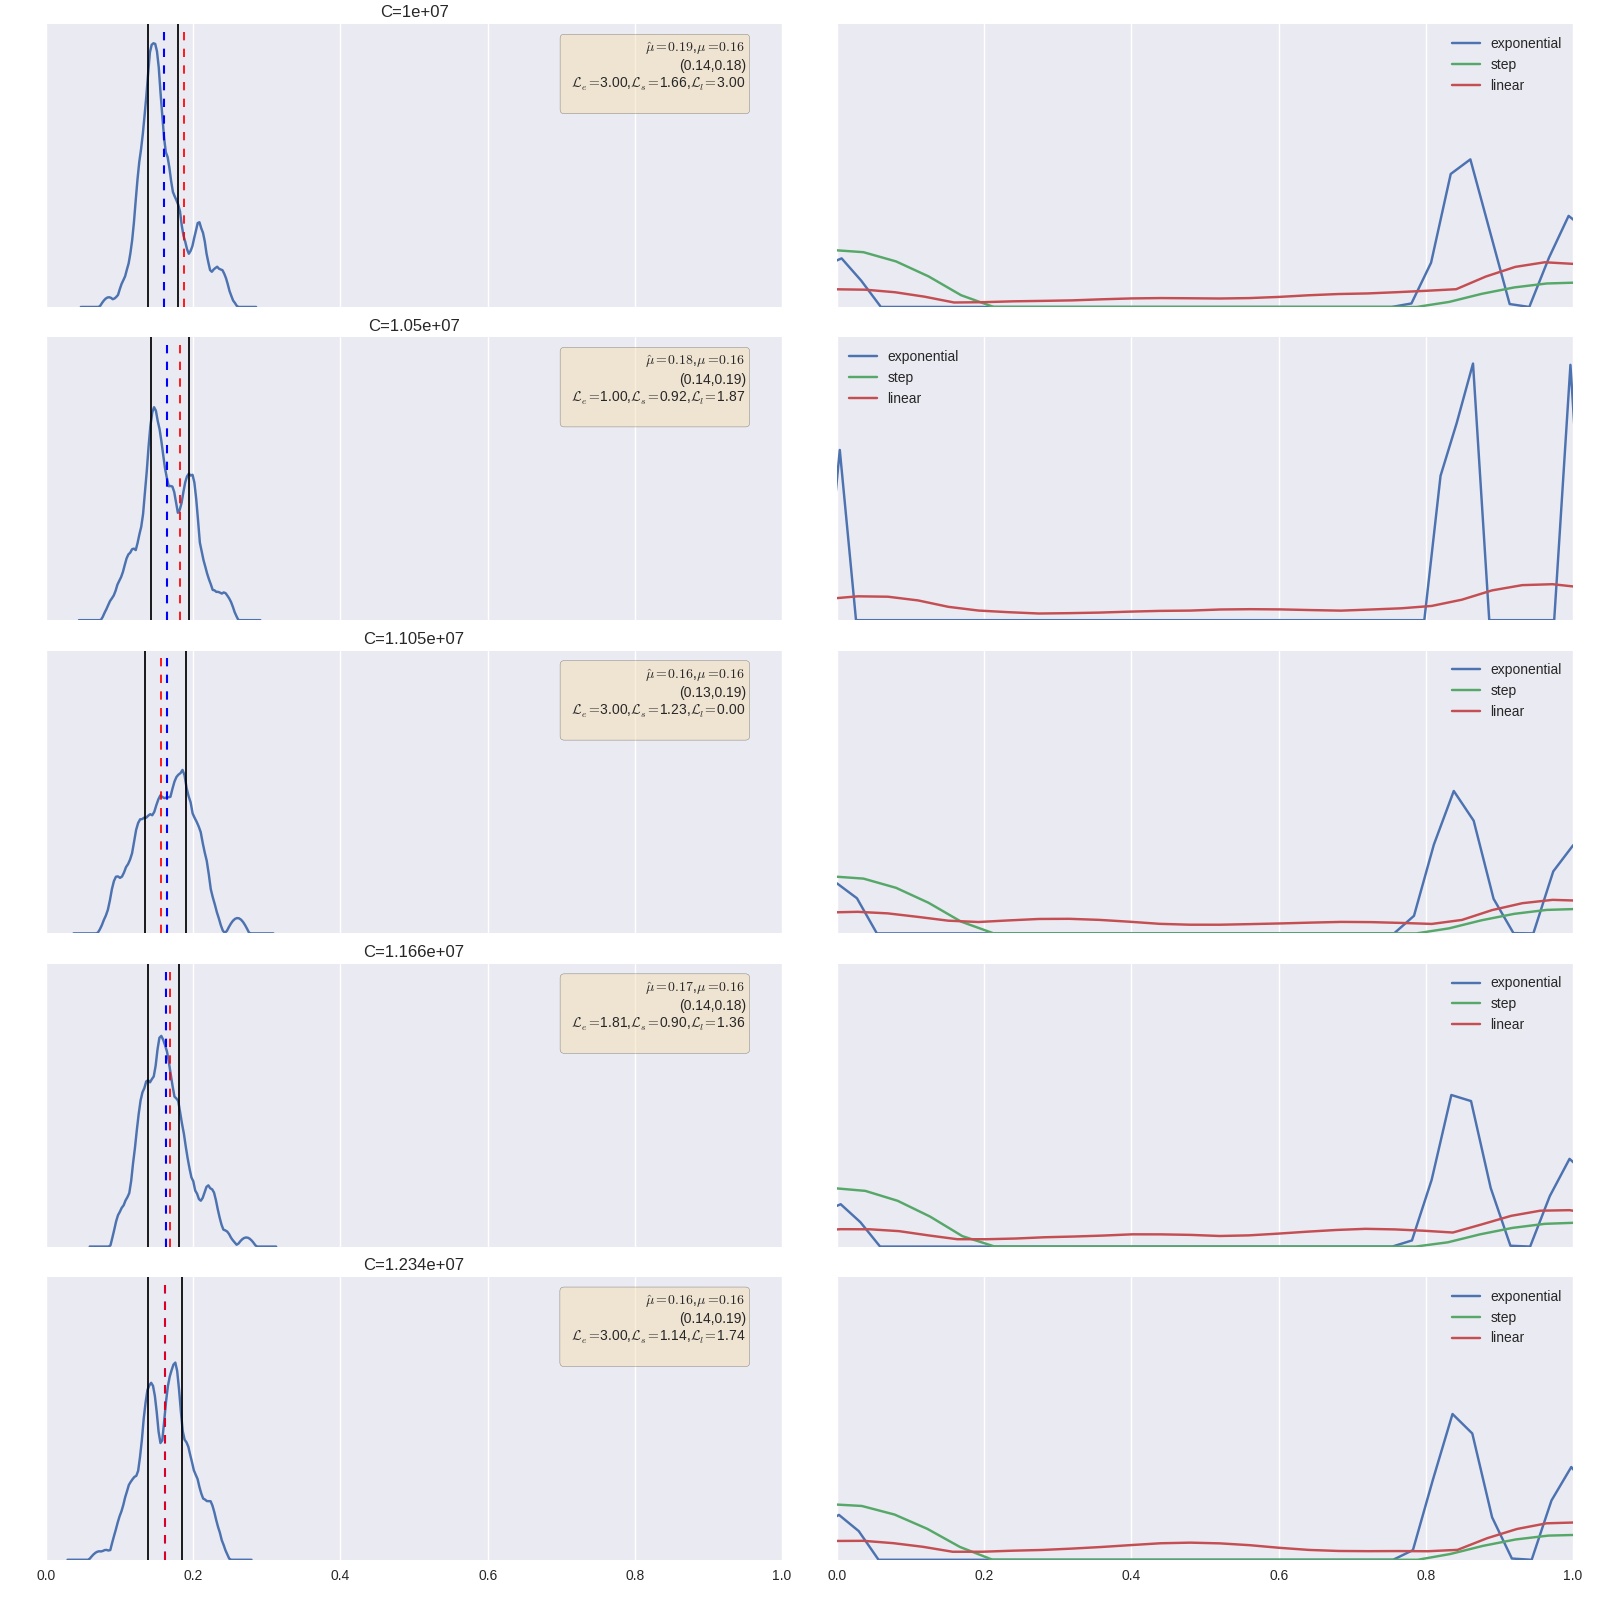 C=1e+07
μ̂=0.19,μ=0.16
(0.14,0.18)
ℒₑ=3.00,ℒₛ=1.66,ℒₗ=3.00
exponential
step
linear
C=1.05e+07
μ̂=0.18,μ=0.16
(0.14,0.19)
ℒₑ=1.00,ℒₛ=0.92,ℒₗ=1.87
exponential
step
linear
C=1.105e+07
μ̂=0.16,μ=0.16
(0.13,0.19)
ℒₑ=3.00,ℒₛ=1.23,ℒₗ=0.00
exponential
step
linear
C=1.166e+07
μ̂=0.17,μ=0.16
(0.14,0.18)
ℒₑ=1.81,ℒₛ=0.90,ℒₗ=1.36
exponential
step
linear
C=1.234e+07
μ̂=0.16,μ=0.16
(0.14,0.19)
ℒₑ=3.00,ℒₛ=1.14,ℒₗ=1.74
exponential
step
linear
0.0 0.2 0.4 0.6 0.8 1.0
0.0 0.2 0.4 0.6 0.8 1.0